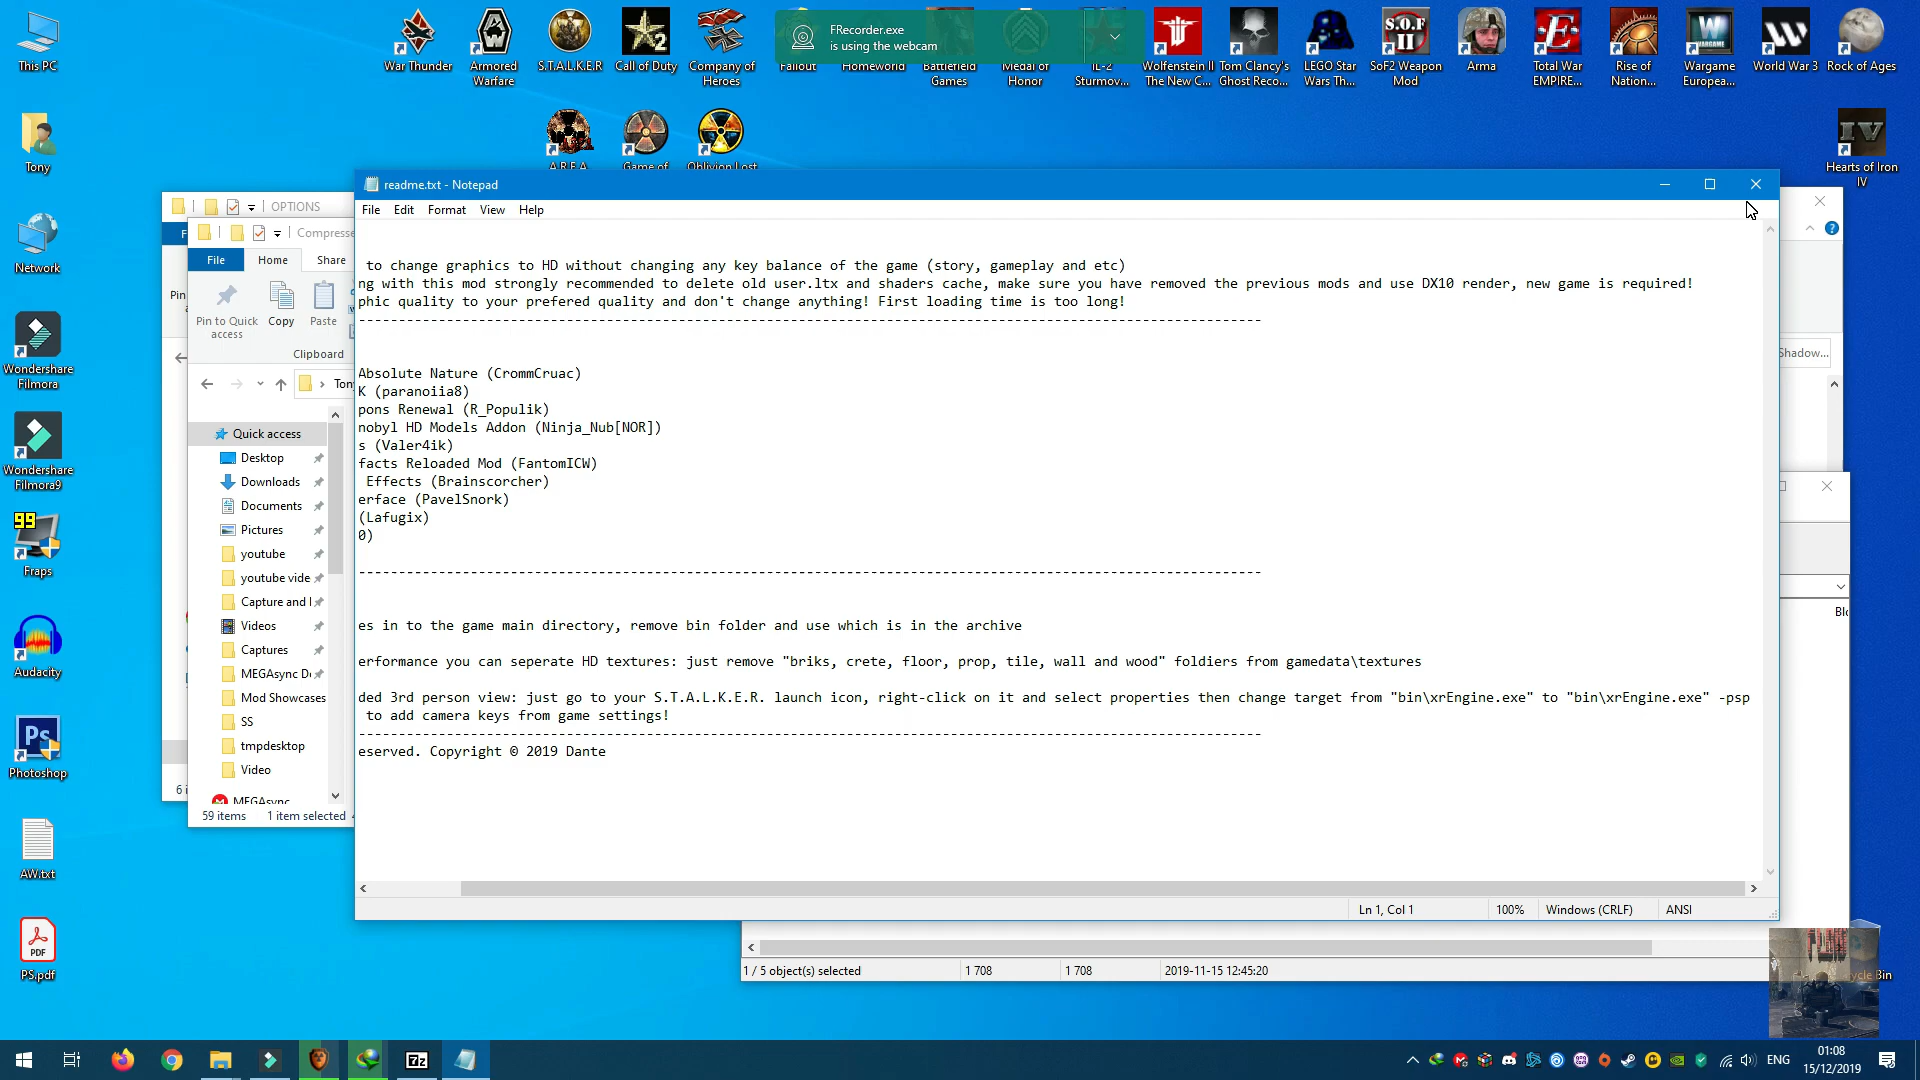 This PC
War Thunder
Armored
Warfare
S.T.A.L.K.E.R
Call of Duty
Company of
Heroes
FRecorder.exe
is using the webcam
Fallout
Homeworld
Battlefield
Games
Medal of
Honor
IL-2
Sturmov...
Wolfenstein II
The New C...
Tom Clancy's
Ghost Reco...
LEGO Star
Wars Th...
SoF2 Weapon
Mod
Arma
Total War
EMPIRE...
Rise of
Nation...
Wargame
Europea...
World War 3
Rock of Ages
Tony
Game of
Oblivion Lost
Hearts of Iron
IV
Network
Wondershare
Filmora
Wondershare
Filmora9
99
Fraps
Audacity
Ps
Photoshop
AW.txt
PDF
PS.pdf
OPTIONS
Compresse
File
Home
Share
Pin to Quick
access
Copy
Paste
Clipboard
Quick access
Desktop
Downloads
Documents
Pictures
youtube
youtube vide
Capture and
Videos
Captures
MEGAsync D
Mod Showcases
SS
tmpdesktop
Video
MEGAsync
59 items
1 item selected
readme.txt - Notepad
File
Edit
Format
View
Help
to change graphics to HD without changing any key balance of the game (story, gameplay and etc)
ng with this mod strongly recommended to delete old user.ltx and shaders cache, make sure you have removed the previous mods and use DX10 render, new game is required!
phic quality to your prefered quality and don't change anything! First loading time is too long!
-----------------------------------------------------------------------------------------------------------------
Absolute Nature (CrommCruac)
K (paranoiia8)
pons Renewal (R_Populik)
nobyl HD Models Addon (Ninja_Nub[NOR])
s (Valer4ik)
facts Reloaded Mod (FantomICW)
Effects (Brainscorcher)
erface (PavelSnork)
(Lafugix)
0)
-----------------------------------------------------------------------------------------------------------------
es in to the game main directory, remove bin folder and use which is in the archive
erformance you can seperate HD textures: just remove "briks, crete, floor, prop, tile, wall and wood" foldiers from gamedata\textures
ded 3rd person view: just go to your S.T.A.L.K.E.R. launch icon, right-click on it and select properties then change target from "bin\xrEngine.exe" to "bin\xrEngine.exe" -psp
to add camera keys from game settings!
-----------------------------------------------------------------------------------------------------------------
eserved. Copyright © 2019 Dante
Ln 1, Col 1
100%
Windows (CRLF)
ANSI
Shadow...
1 / 5 object(s) selected
1 708
1 708
2019-11-15 12:45:20
ENG
01:08
15/12/2019